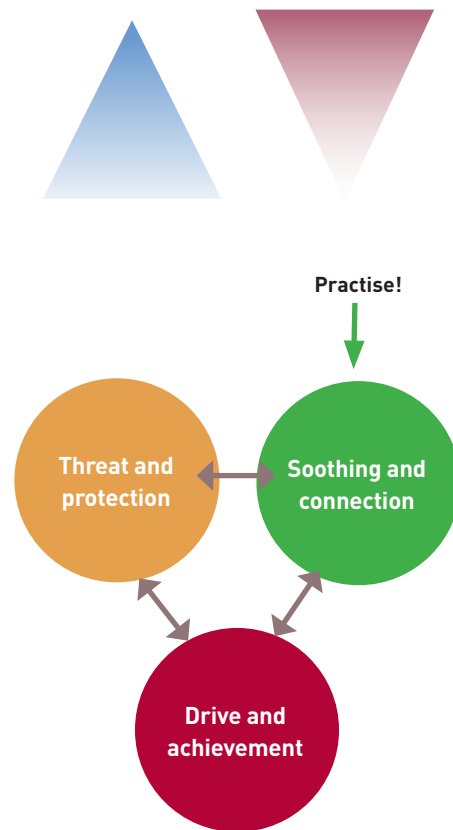 Practise!
Threat and
protection
Soothing and
connection
Drive and
achievement